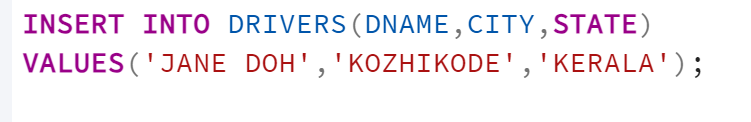 INSERT INTO DRIVERS(DNAME,CITY,STATE)
VALUES('JANE DOH','KOZHIKODE','KERALA');